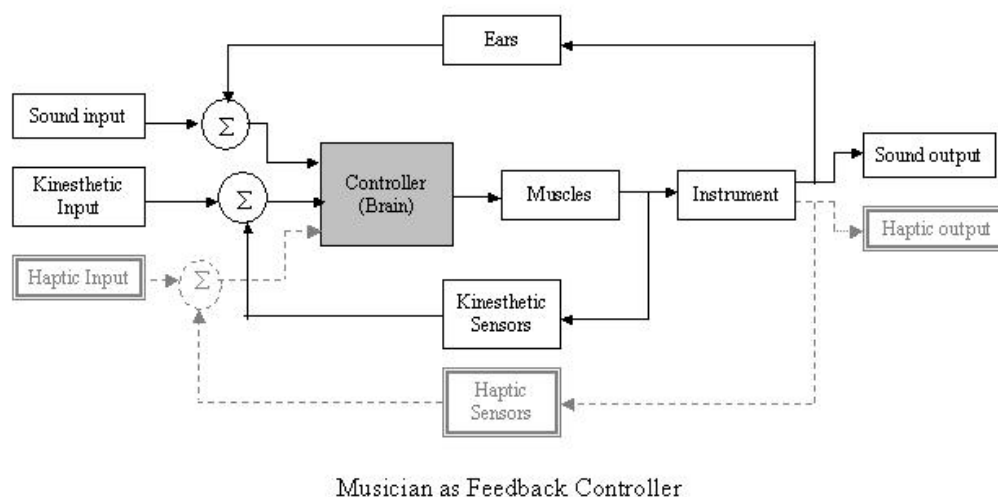 Ears
Sound input
Σ
Sound output
Kinesthetic
Input
Σ
Controller
(Brain)
Muscles
Instrument
Haptic output
Haptic Input
Σ
Kinesthetic
Sensors
Haptic
Sensors
Musician as Feedback Controller